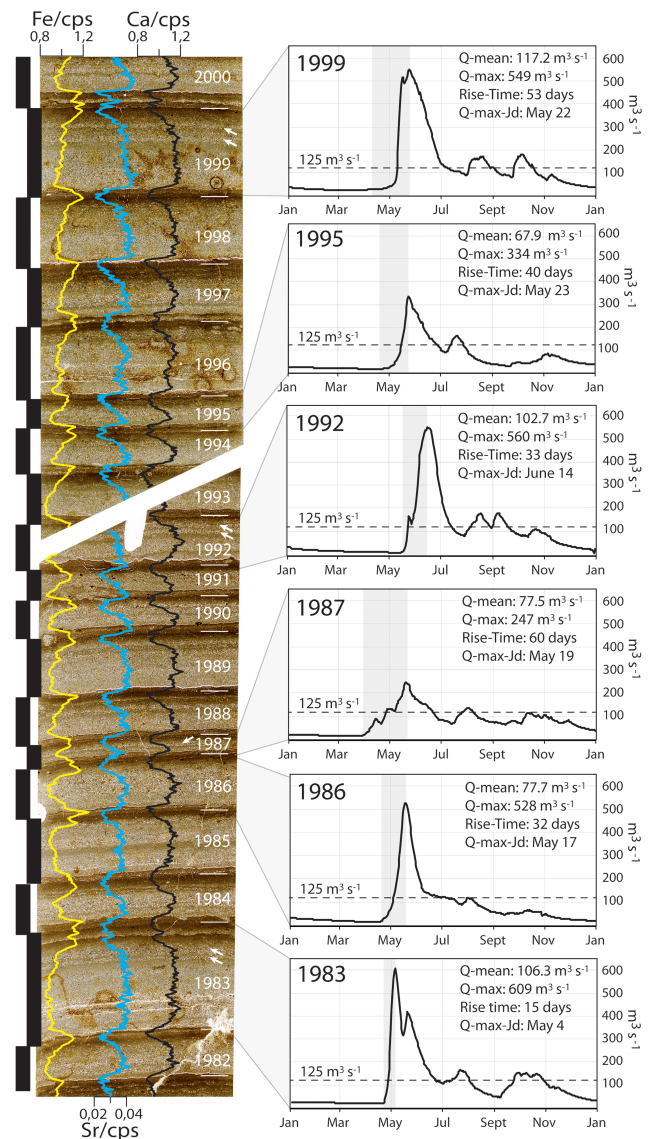 Fe/cps
Ca/cps
0,8
1,2
0,8
1,2
2000
1999
1998
1997
1996
1995
1994
1993
1992
1991
1990
1989
1988
1987
1986
1985
1984
1983
1982
0,02
0,04
Sr/cps
1999
Q-mean: 117.2 m³ s⁻¹
Q-max: 549 m³ s⁻¹
Rise-Time: 53 days
Q-max-Jd: May 22
125 m³ s⁻¹
600
500
400
300
200
100
m³ s⁻¹
Jan Mar May Jul Sept Nov Jan
1995
Q-mean: 67.9 m³ s⁻¹
Q-max: 334 m³ s⁻¹
Rise-Time: 40 days
Q-max-Jd: May 23
125 m³ s⁻¹
600
500
400
300
200
100
m³ s⁻¹
Jan Mar May Jul Sept Nov Jan
1992
Q-mean: 102.7 m³ s⁻¹
Q-max: 560 m³ s⁻¹
Rise-Time: 33 days
Q-max-Jd: June 14
125 m³ s⁻¹
600
500
400
300
200
100
m³ s⁻¹
Jan Mar May Jul Sept Nov Jan
1987
Q-mean: 77.5 m³ s⁻¹
Q-max: 247 m³ s⁻¹
Rise-Time: 60 days
Q-max-Jd: May 19
125 m³ s⁻¹
600
500
400
300
200
100
m³ s⁻¹
Jan Mar May Jul Sept Nov Jan
1986
Q-mean: 77.7 m³ s⁻¹
Q-max: 528 m³ s⁻¹
Rise-Time: 32 days
Q-max-Jd: May 17
125 m³ s⁻¹
600
500
400
300
200
100
m³ s⁻¹
Jan Mar May Jul Sept Nov Jan
1983
Q-mean: 106.3 m³ s⁻¹
Q-max: 609 m³ s⁻¹
Rise time: 15 days
Q-max-Jd: May 4
125 m³ s⁻¹
600
500
400
300
200
100
m³ s⁻¹
Jan Mar May Jul Sept Nov Jan